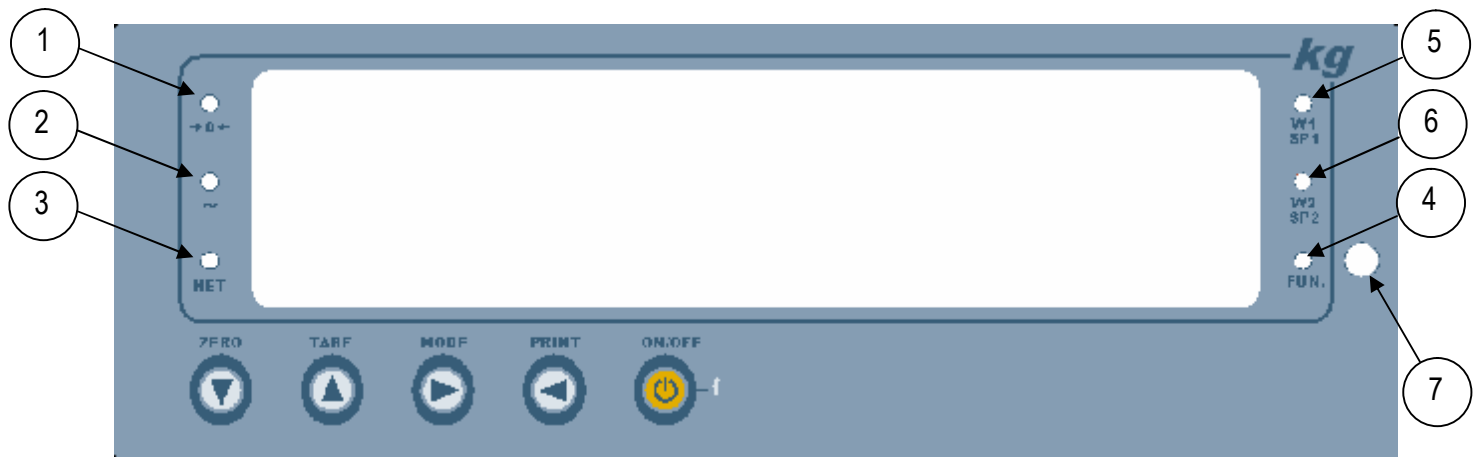 1
5
kg
→0←
W1
SP1
2
6
~
W2
SP2
3
4
NET
FUN.
ZERO
TARE
MODE
PRINT
ON/OFF
7